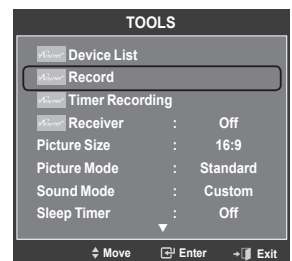 TOOLS
Device List
Record
Timer Recording
Receiver : Off
Picture Size : 16:9
Picture Mode : Standard
Sound Mode : Custom
Sleep Timer : Off
Move Enter Exit